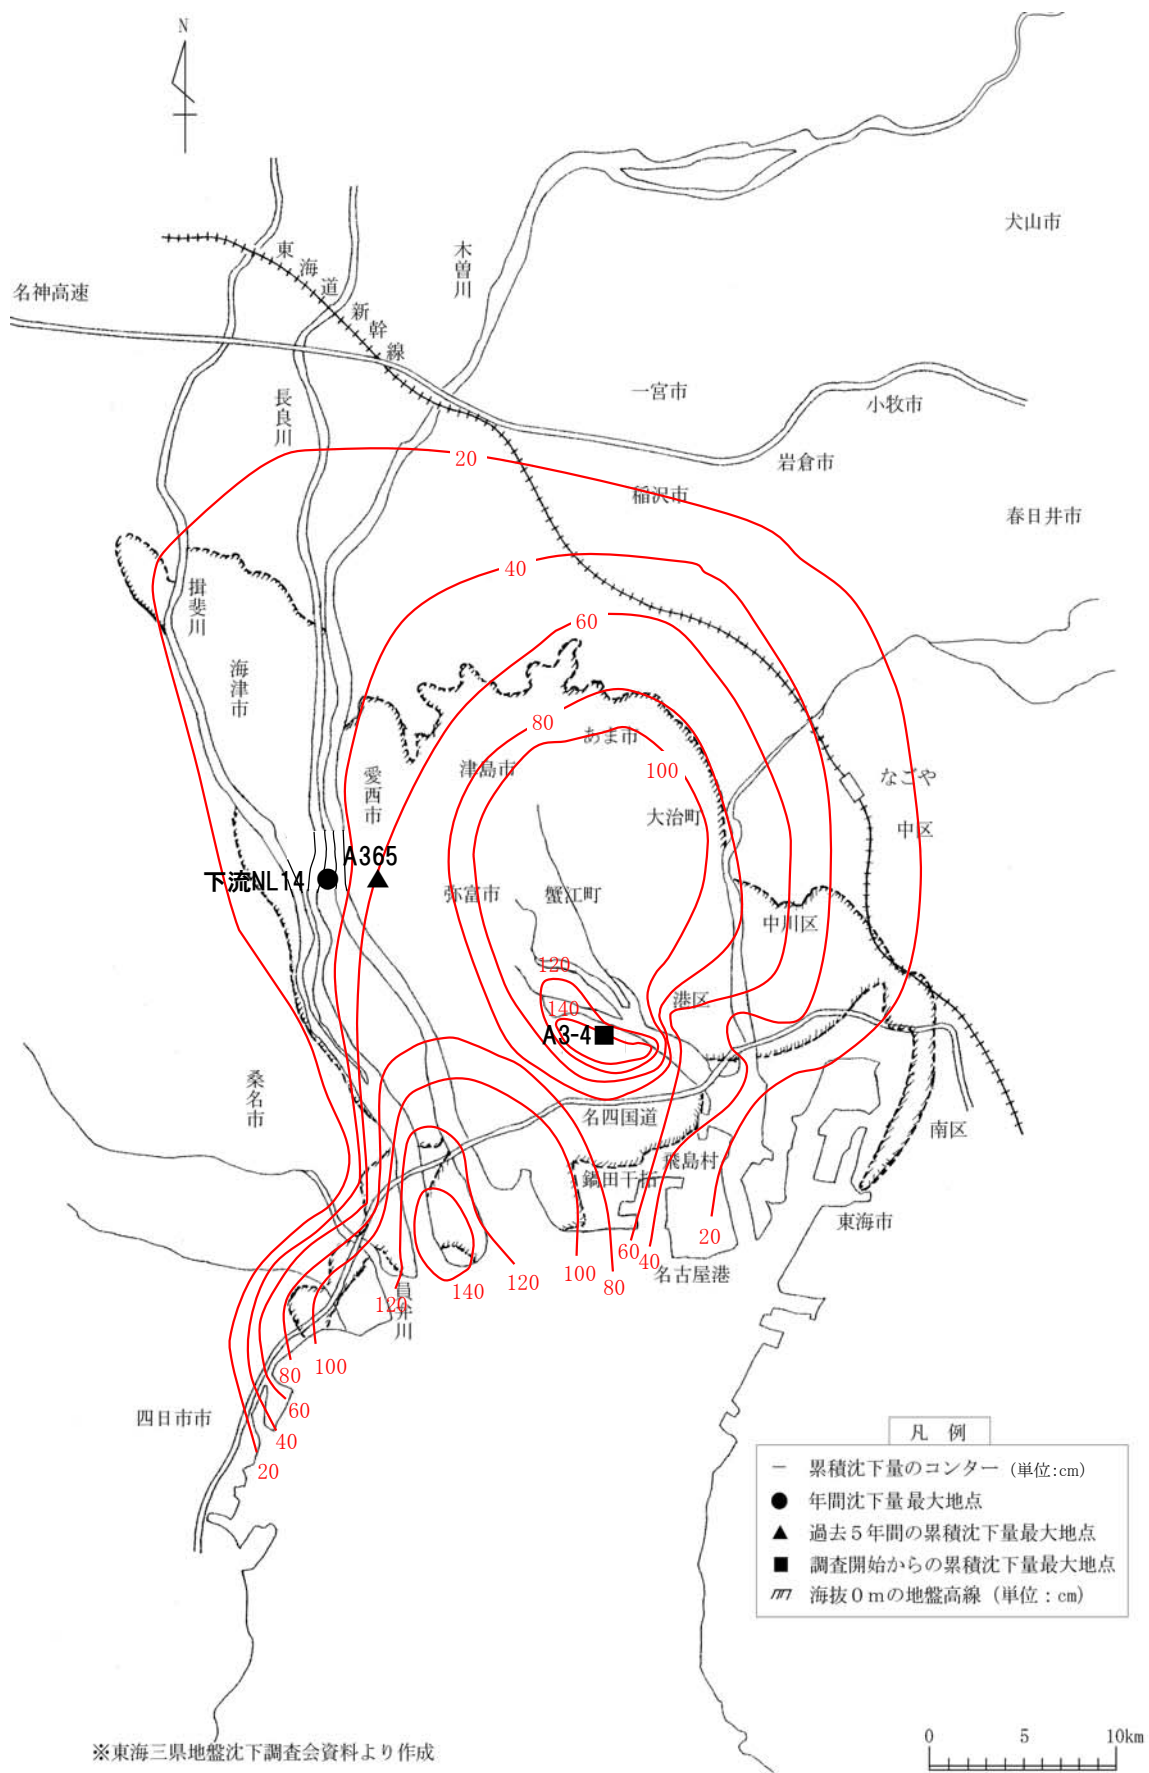 N
犬山市
東海道新幹線
木曽川
名神高速
一宮市
小牧市
長良川
岩倉市
20
稲沢市
春日井市
40
揖斐川
60
海津市
80
あま市
津島市
100
愛西市
なごや
大治町
中区
A365
下流NL14
弥富市
蟹江町
中川区
120
港区
140
A3-4
桑名市
名四国道
南区
飛島村
鍋田干拓
東海市
20
60
40
100
名古屋港
80
120
140
120
員弁川
100
80
60
四日市市
40
20
凡 例
累積沈下量のコンター (単位:cm)
年間沈下量最大地点
過去5年間の累積沈下量最大地点
調査開始からの累積沈下量最大地点
海抜0mの地盤高線 (単位:cm)
0 5 10km
※東海三県地盤沈下調査会資料より作成